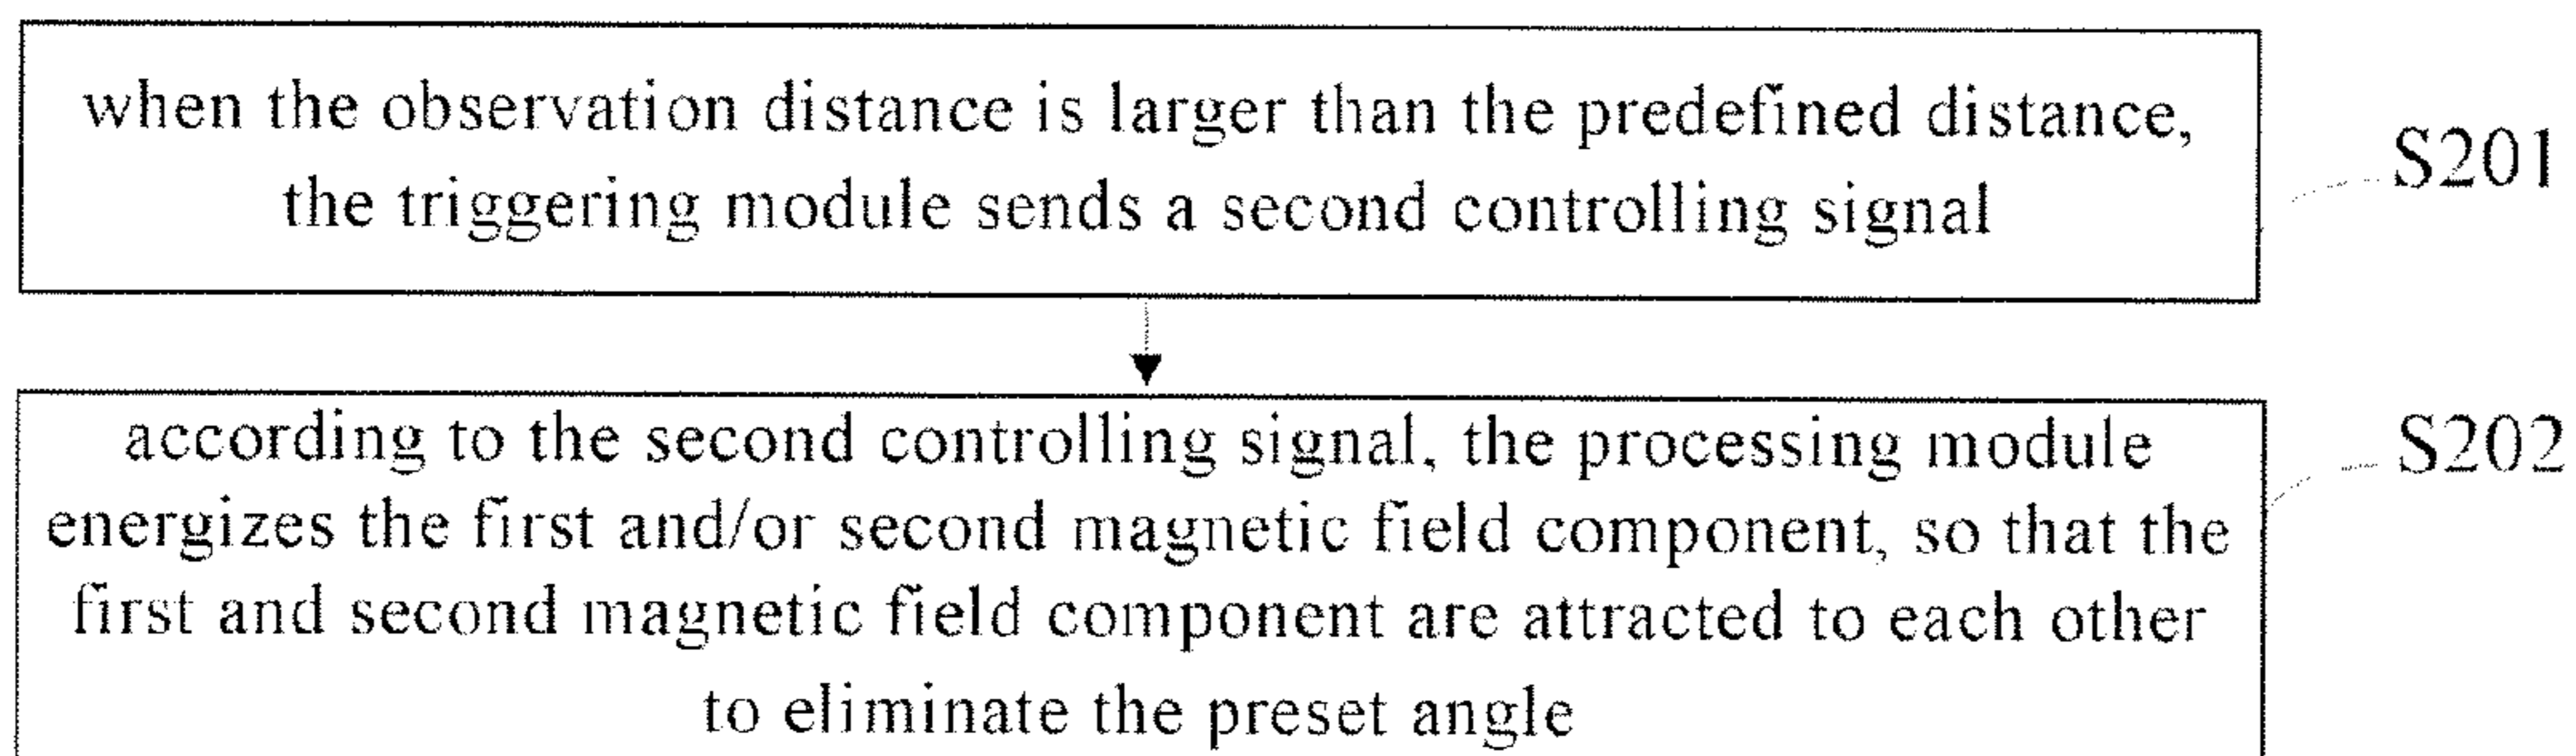 when the observation distance is larger than the predefined distance,
the triggering module sends a second controlling signal
S201
according to the second controlling signal, the processing module
energizes the first and/or second magnetic field component, so that the
first and second magnetic field component are attracted to each other
to eliminate the preset angle
S202